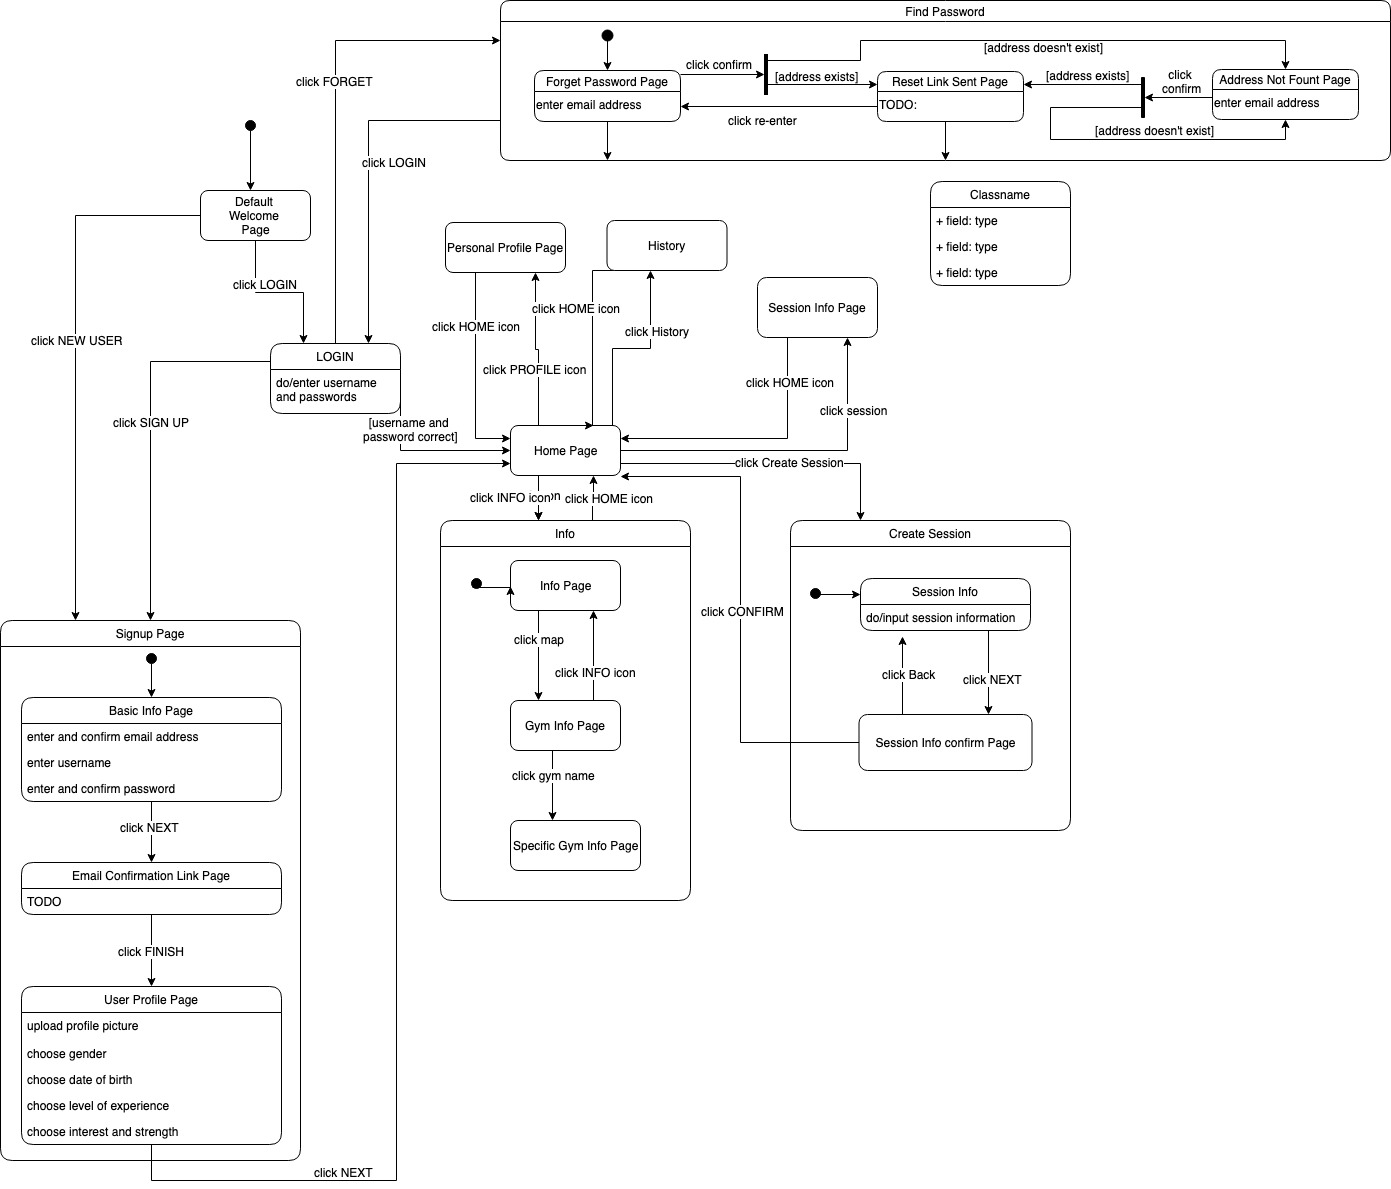 Find Password
[address doesn't exist]
click FORGET
click confirm
[address exists]
Forget Password Page
enter email address
Reset Link Sent Page
TODO:
[address exists]
click
confirm
Address Not Fount Page
enter email address
click re-enter
[address doesn't exist]
click LOGIN
Default
Welcome
Page
Classname
+ field: type
+ field: type
+ field: type
Personal Profile Page
History
click LOGIN
Session Info Page
click HOME icon
click HOME icon
click History
click NEW USER
LOGIN
do/enter username
and passwords
click PROFILE icon
click HOME icon
click session
click SIGN UP
[username and
password correct]
Home Page
click Create Session
click INFO icon
click HOME icon
Info
Create Session
Info Page
Session Info
do/input session information
click CONFIRM
click map
click INFO icon
click Back
click NEXT
Signup Page
Basic Info Page
enter and confirm email address
enter username
enter and confirm password
Gym Info Page
Session Info confirm Page
click gym name
click NEXT
Specific Gym Info Page
Email Confirmation Link Page
TODO
click FINISH
User Profile Page
upload profile picture
choose gender
choose date of birth
choose level of experience
choose interest and strength
click NEXT